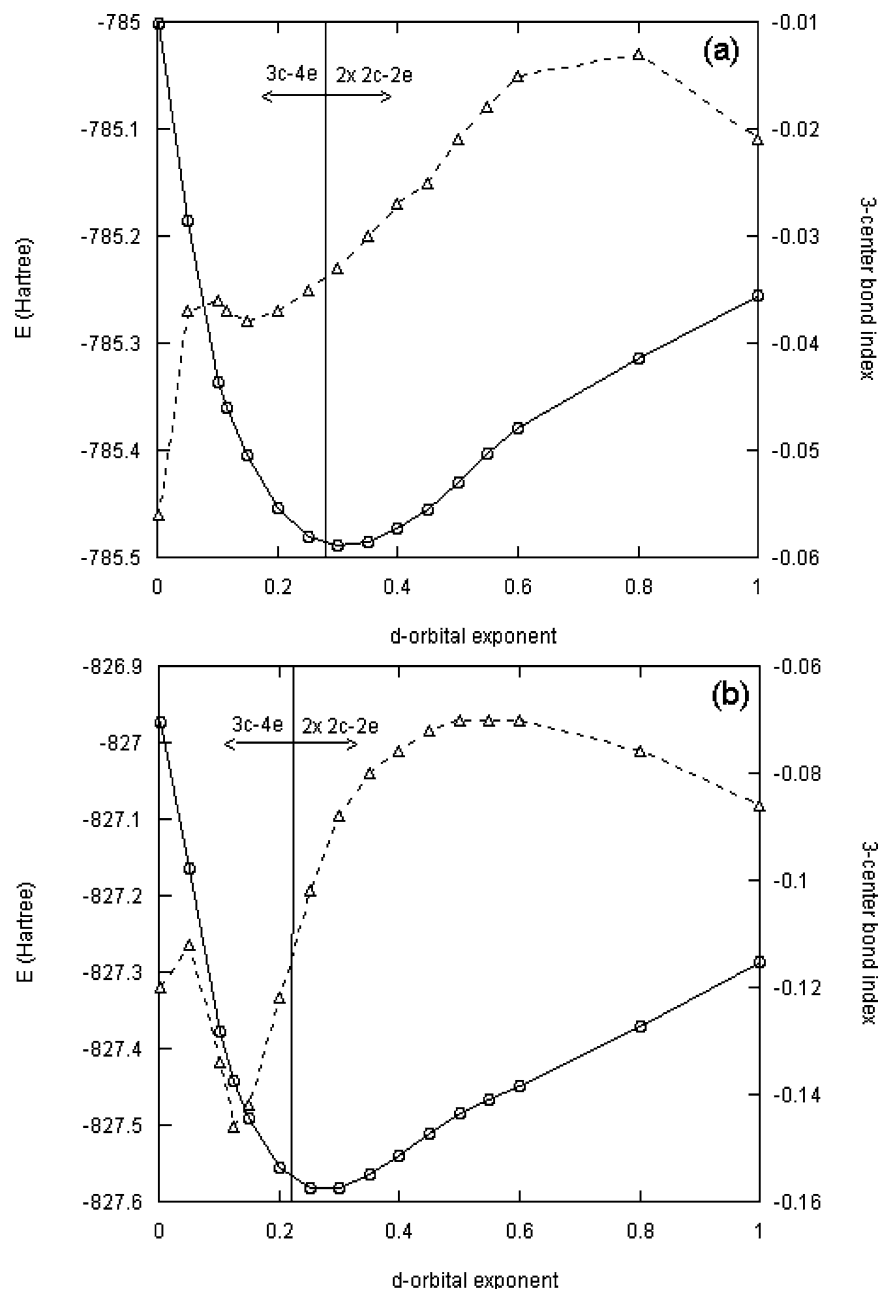 (a)
3c-4e 2x 2c-2e
-785
-785.1
-785.2
-785.3
-785.4
-785.5
E (Hartree)
-0.01
-0.02
-0.03
-0.04
-0.05
-0.06
3-center bond index
0 0.2 0.4 0.6 0.8 1
d-orbital exponent
(b)
3c-4e 2x 2c-2e
-826.9
-827
-827.1
-827.2
-827.3
-827.4
-827.5
-827.6
E (Hartree)
-0.06
-0.08
-0.1
-0.12
-0.14
-0.16
3-center bond index
0 0.2 0.4 0.6 0.8 1
d-orbital exponent